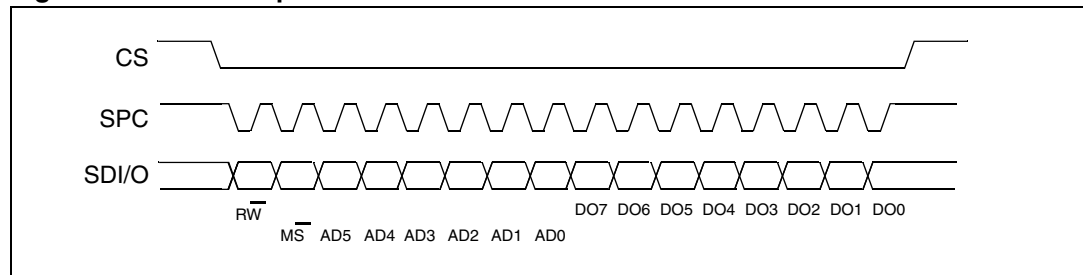 CS
SPC
SDI/O
RW
DO7 DO6 DO5 DO4 DO3 DO2 DO1 DO0
MS AD5 AD4 AD3 AD2 AD1 AD0